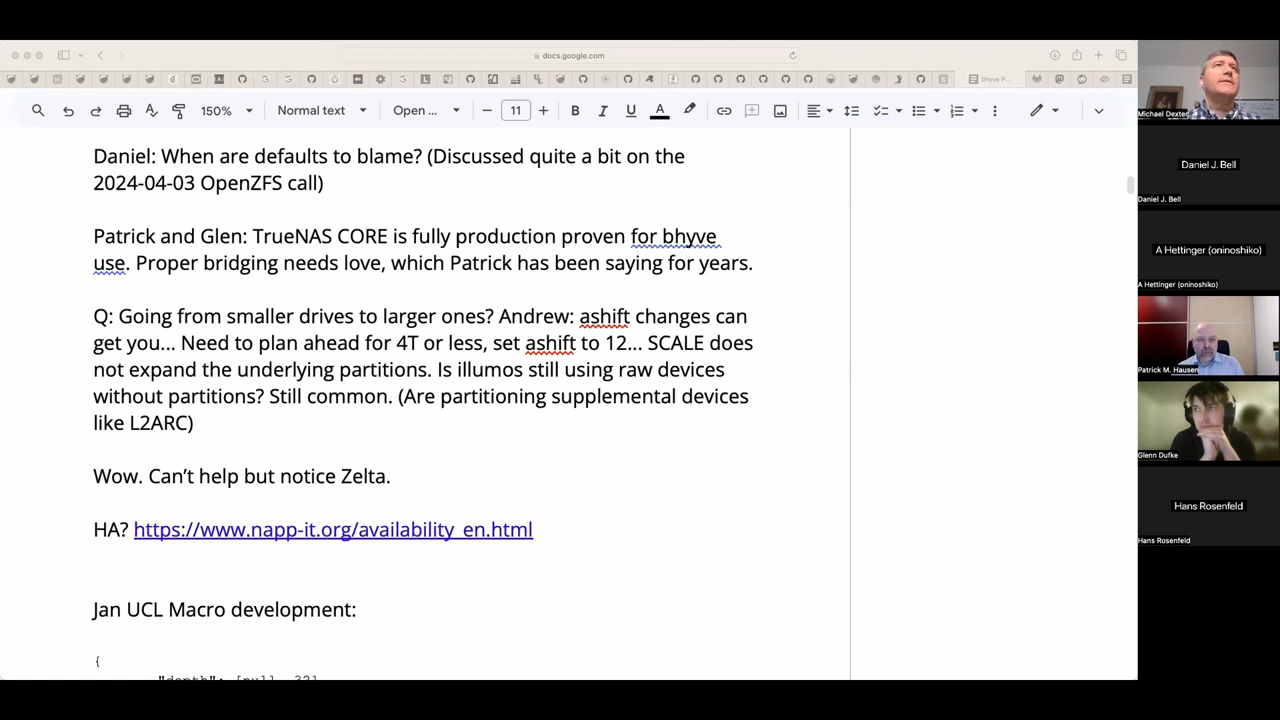 docs.google.com
bhyve P...
150%
Normal text
Open ...
11
Daniel: When are defaults to blame? (Discussed quite a bit on the
2024-04-03 OpenZFS call)
Patrick and Glen: TrueNAS CORE is fully production proven for bhyve
use. Proper bridging needs love, which Patrick has been saying for years.
Q: Going from smaller drives to larger ones? Andrew: ashift changes can
get you... Need to plan ahead for 4T or less, set ashift to 12... SCALE does
not expand the underlying partitions. Is illumos still using raw devices
without partitions? Still common. (Are partitioning supplemental devices
like L2ARC)
Wow. Can't help but notice Zelta.
HA? https://www.napp-it.org/availability_en.html
Jan UCL Macro development:
{
"depth": [null, 32]
Michael Dexter
Daniel J. Bell
Daniel J. Bell
A Hettinger (oninoshiko)
A Hettinger (oninoshiko)
Patrick M. Hausen
Glenn Dufke
Hans Rosenfeld
Hans Rosenfeld